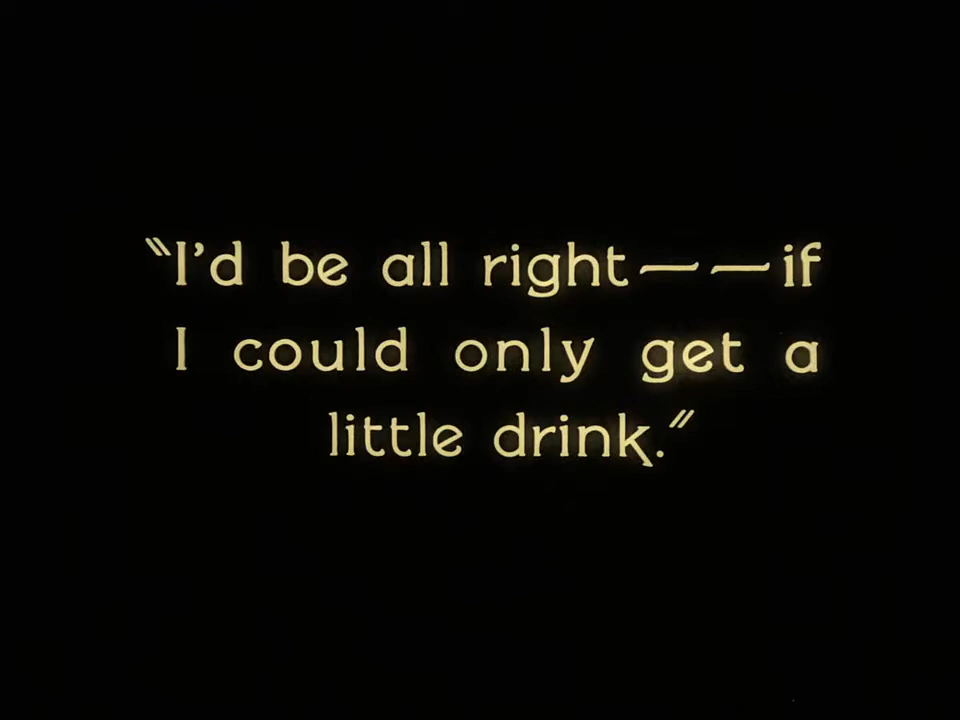 "I'd be all right——if
I could only get a
little drink."